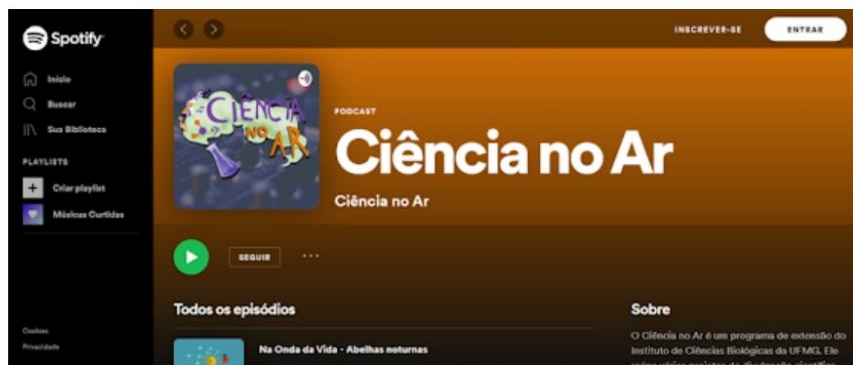 Spotify
INSCREVER-SE
ENTRAR
Início
Buscar
Sua Biblioteca
PLAYLISTS
Criar playlist
Músicas Curtidas
Cookies
Privacidade
CIÊNCIA
NO AR
PODCAST
Ciência no Ar
Ciência no Ar
SEGUIR
Todos os episódios
Na Onda da Vida - Abelhas noturnas
Sobre
O Ciência no Ar é um programa de extensão do
Instituto de Ciências Biológicas da UFMG. Ele